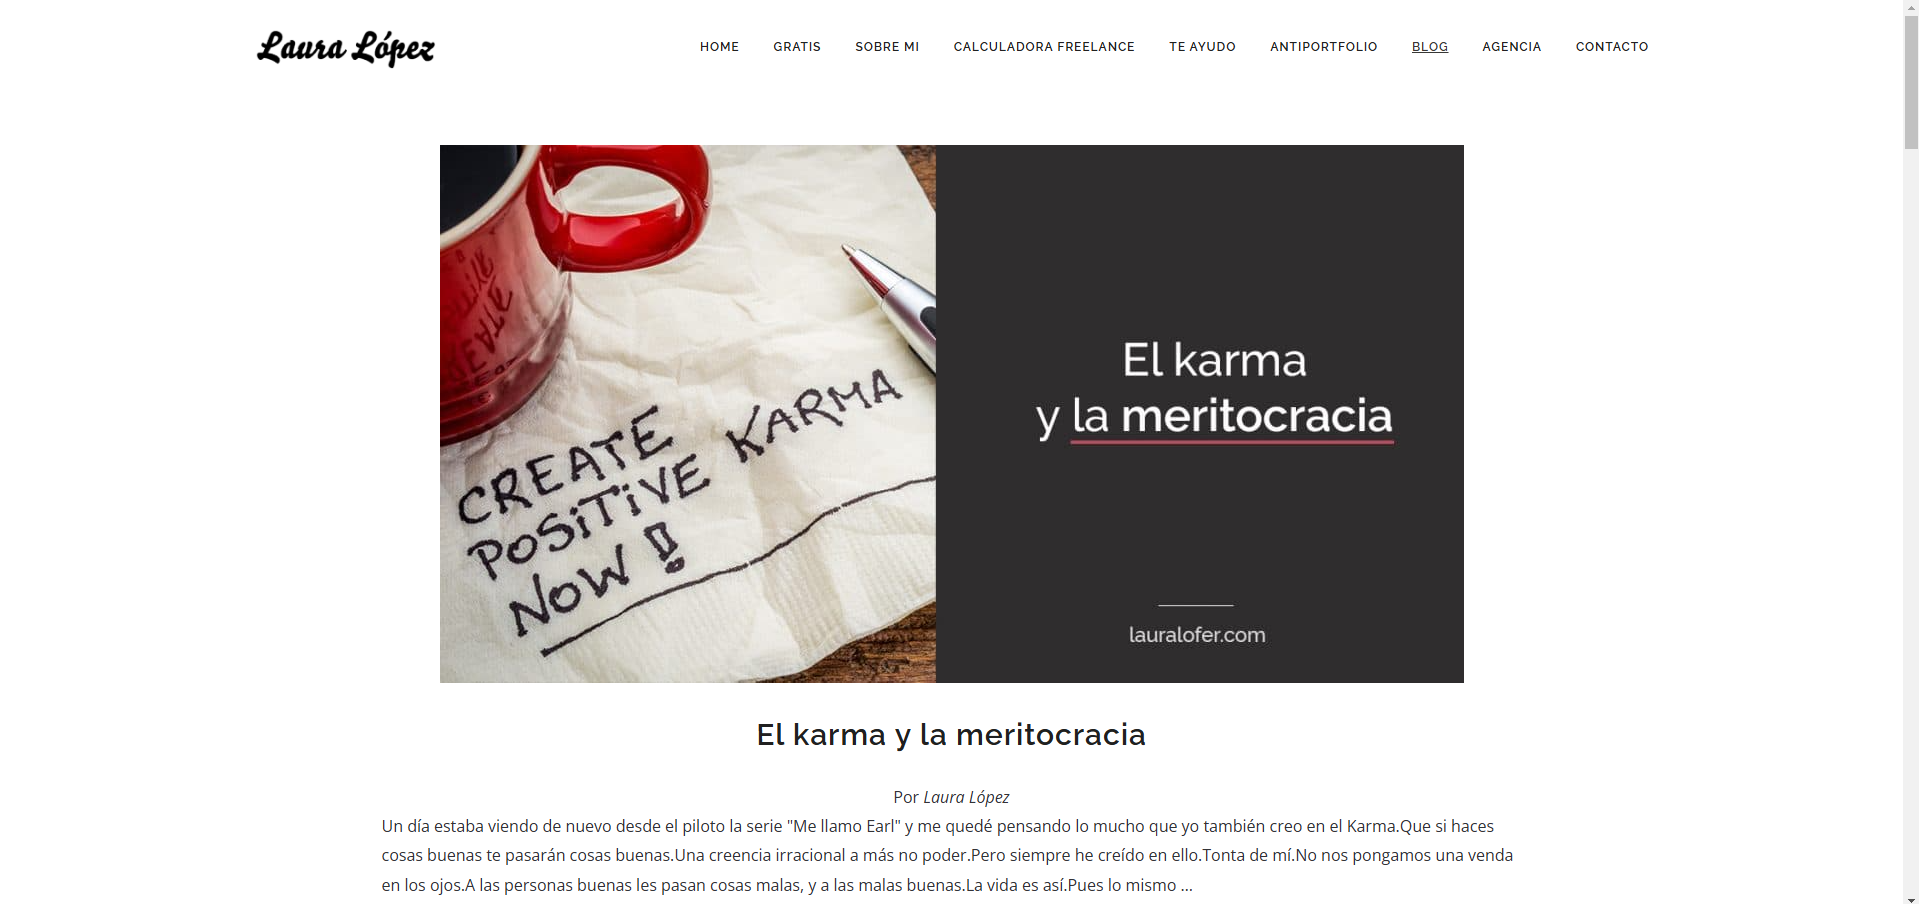 Laura López
HOME GRATIS SOBRE MI CALCULADORA FREELANCE TE AYUDO ANTIPORTFOLIO BLOG AGENCIA CONTACTO
CREATE
POSITIVE KARMA
NOW!
El karma
y la meritocracia
lauralofer.com
El karma y la meritocracia
Por Laura López
Un día estaba viendo de nuevo desde el piloto la serie "Me llamo Earl" y me quedé pensando lo mucho que yo también creo en el Karma.Que si haces
cosas buenas te pasarán cosas buenas.Una creencia irracional a más no poder.Pero siempre he creído en ello.Tonta de mí.No nos pongamos una venda
en los ojos.A las personas buenas les pasan cosas malas, y a las malas buenas.La vida es así.Pues lo mismo ...